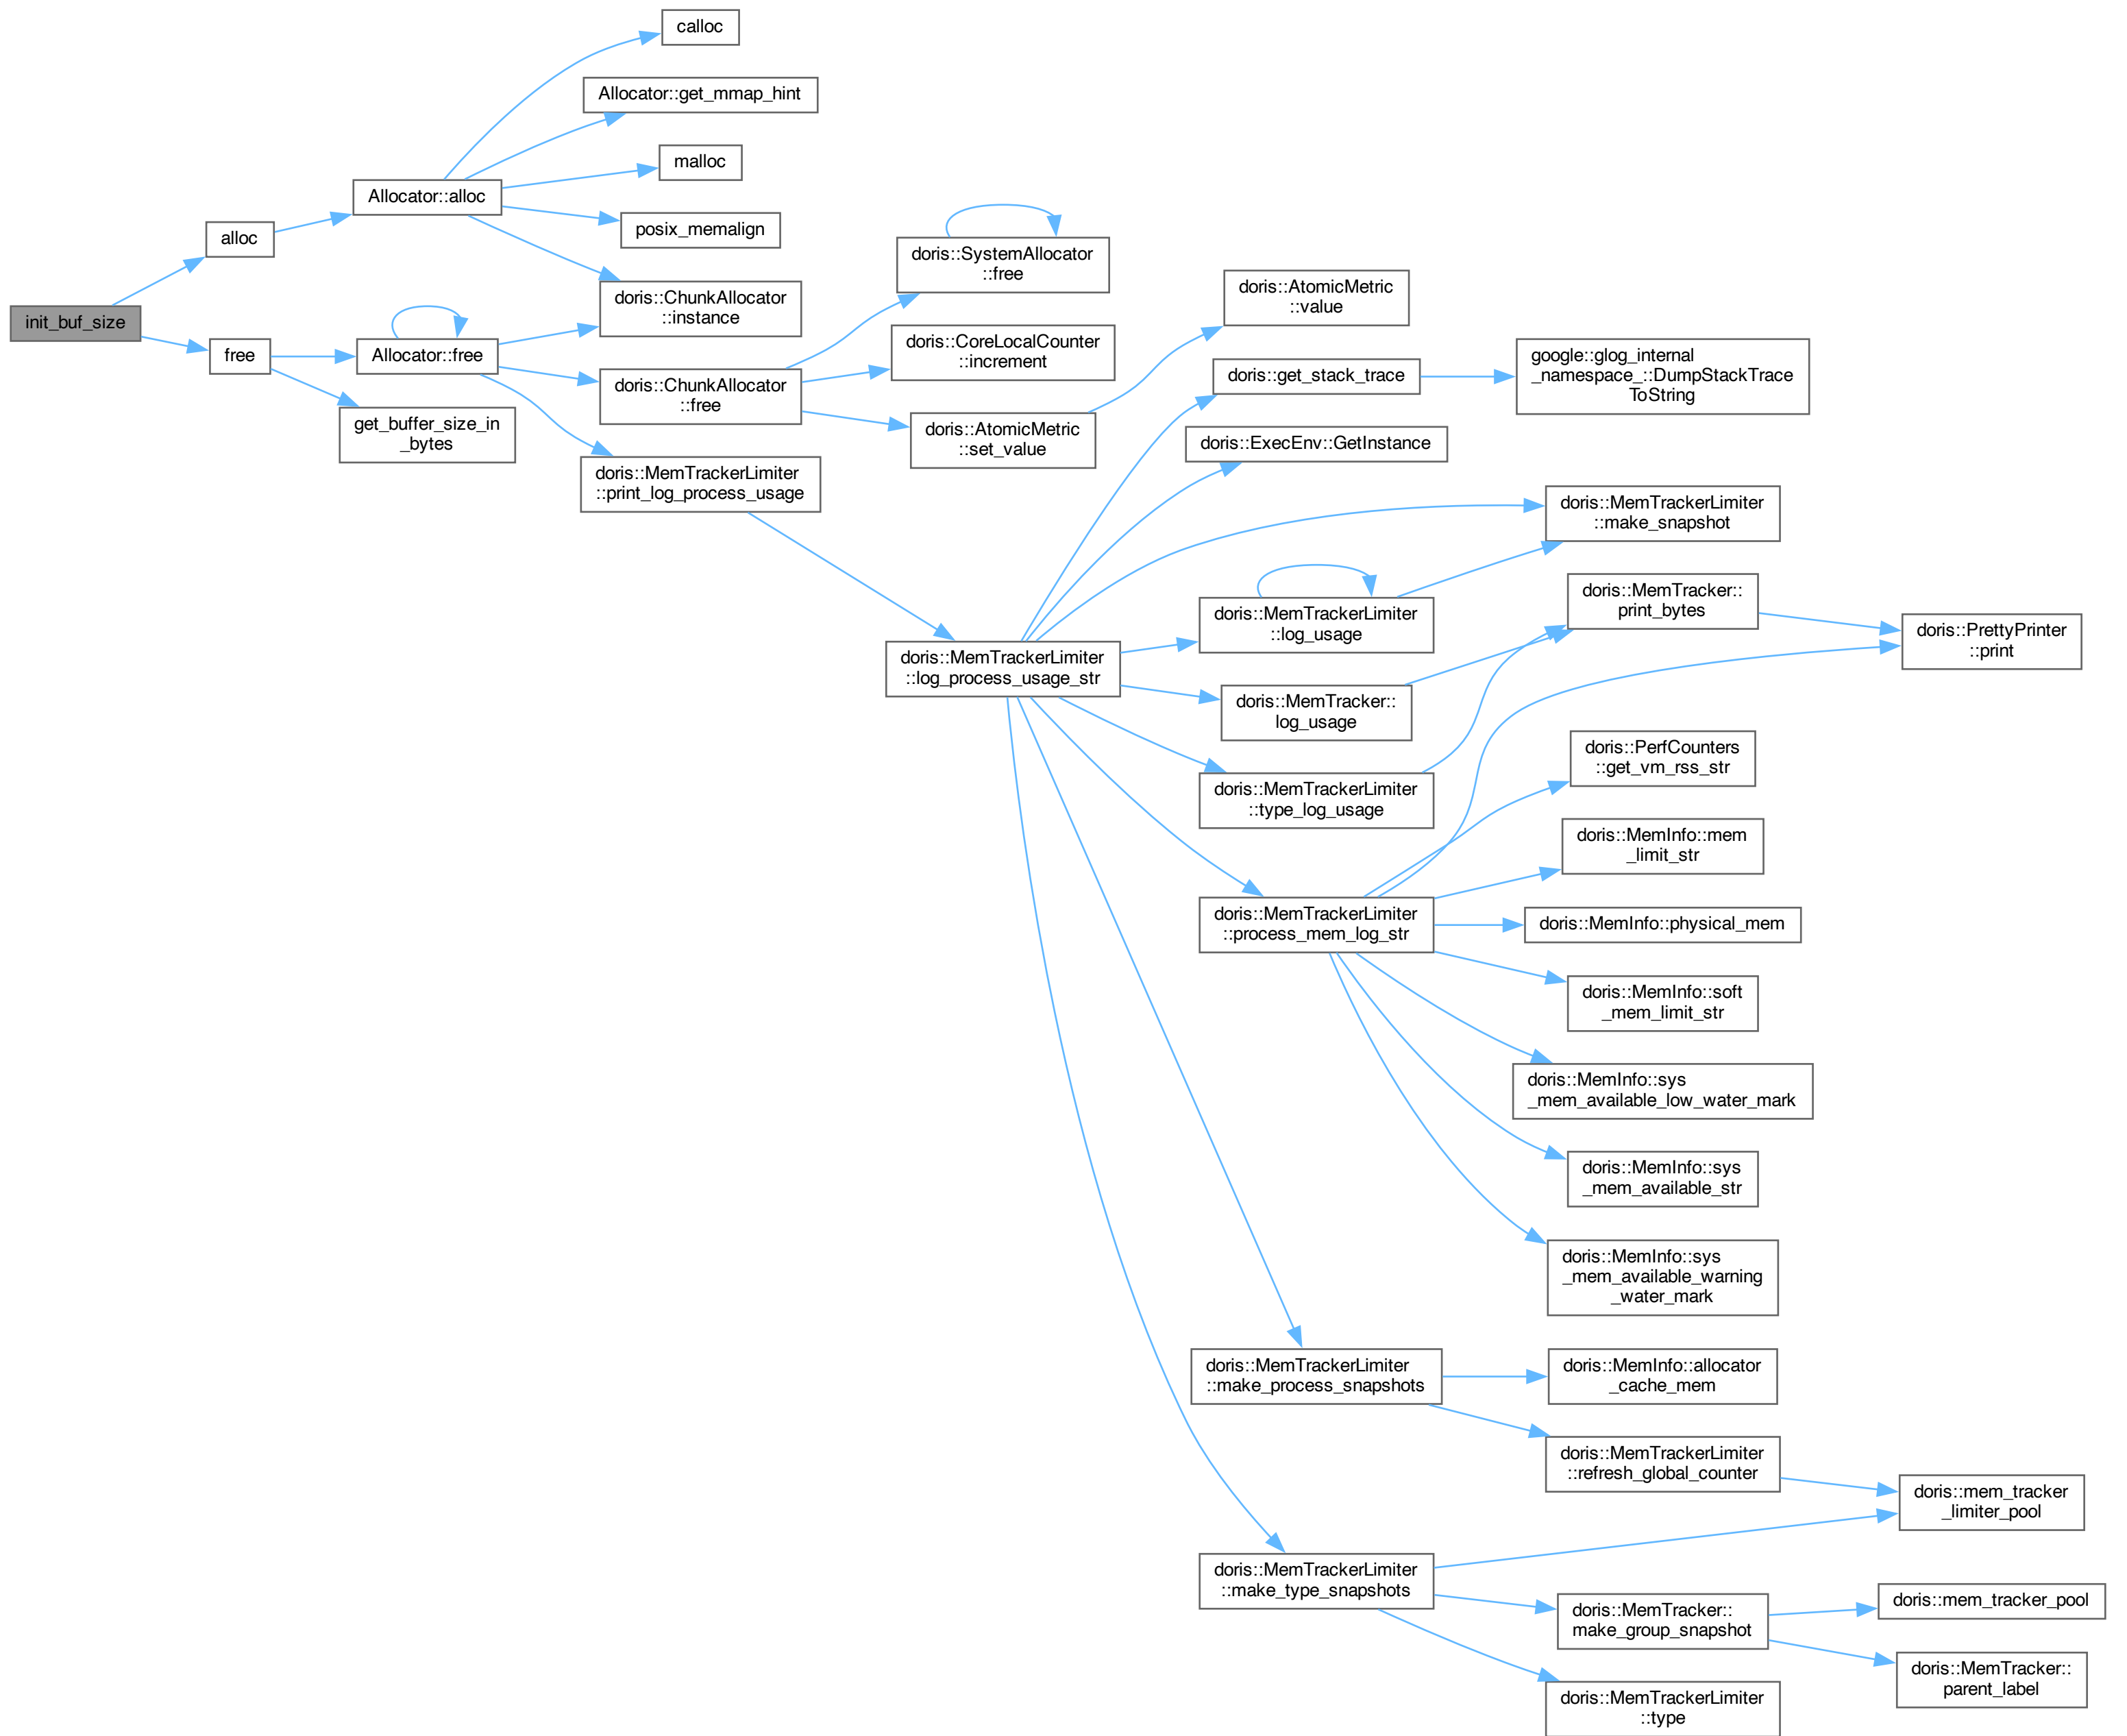 calloc
Allocator::get_mmap_hint
malloc
Allocator::alloc
posix_memalign
alloc
doris::SystemAllocator
::free
doris::ChunkAllocator
::instance
doris::AtomicMetric
::value
init_buf_size
free
Allocator::free
doris::CoreLocalCounter
::increment
doris::ChunkAllocator
::free
doris::get_stack_trace
google::glog_internal
_namespace_::DumpStackTrace
ToString
get_buffer_size_in
_bytes
doris::AtomicMetric
::set_value
doris::ExecEnv::GetInstance
doris::MemTrackerLimiter
::print_log_process_usage
doris::MemTrackerLimiter
::make_snapshot
doris::MemTracker::
print_bytes
doris::MemTrackerLimiter
::log_usage
doris::PrettyPrinter
::print
doris::MemTrackerLimiter
::log_process_usage_str
doris::MemTracker::
log_usage
doris::PerfCounters
::get_vm_rss_str
doris::MemTrackerLimiter
::type_log_usage
doris::MemInfo::mem
_limit_str
doris::MemTrackerLimiter
::process_mem_log_str
doris::MemInfo::physical_mem
doris::MemInfo::soft
_mem_limit_str
doris::MemInfo::sys
_mem_available_low_water_mark
doris::MemInfo::sys
_mem_available_str
doris::MemInfo::sys
_mem_available_warning
_water_mark
doris::MemTrackerLimiter
::make_process_snapshots
doris::MemInfo::allocator
_cache_mem
doris::MemTrackerLimiter
::refresh_global_counter
doris::mem_tracker
_limiter_pool
doris::MemTrackerLimiter
::make_type_snapshots
doris::MemTracker::
make_group_snapshot
doris::mem_tracker_pool
doris::MemTracker::
parent_label
doris::MemTrackerLimiter
::type